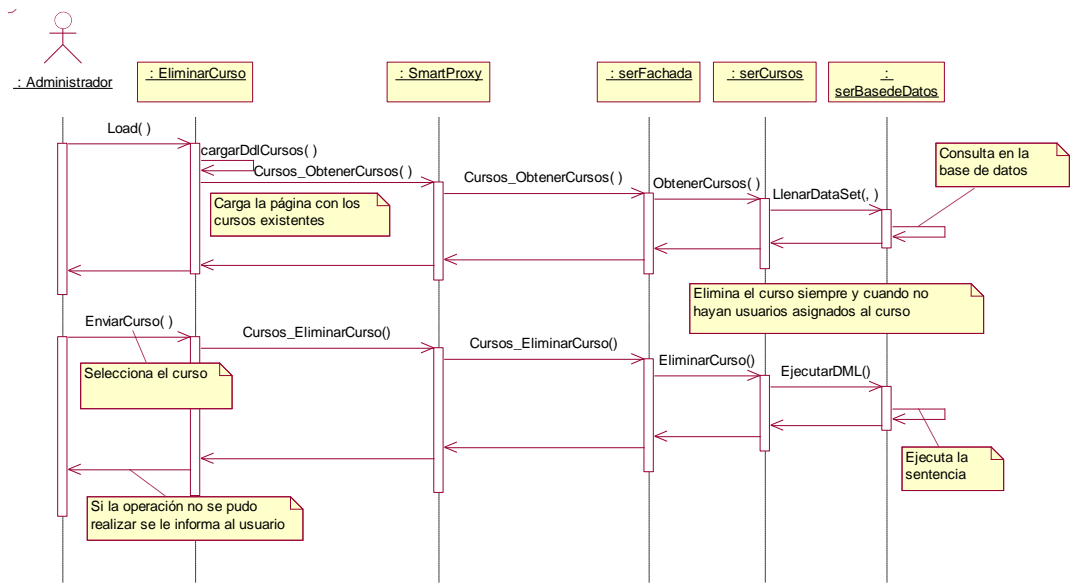 : Administrador
: EliminarCurso
: SmartProxy
: serFachada
: serCursos
:
serBasedeDatos
Load( )
cargarDdlCursos( )
Cursos_ObtenerCursos( )
Cursos_ObtenerCursos( )
ObtenerCursos( )
LlenarDataSet(, )
Consulta en la
base de datos
Carga la página con los
cursos existentes
Elimina el curso siempre y cuando no
hayan usuarios asignados al curso
EnviarCurso( )
Cursos_EliminarCurso()
Cursos_EliminarCurso()
EliminarCurso()
EjecutarDML()
Selecciona el curso
Ejecuta la
sentencia
Si la operación no se pudo
realizar se le informa al usuario